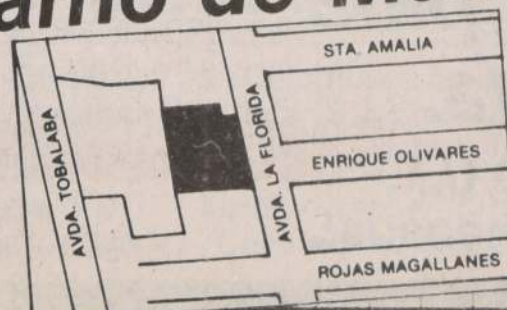 STA. AMALIA
AVDA. TOBALABA
AVDA. LA FLORIDA
ENRIQUE OLIVARES
ROJAS MAGALLANES